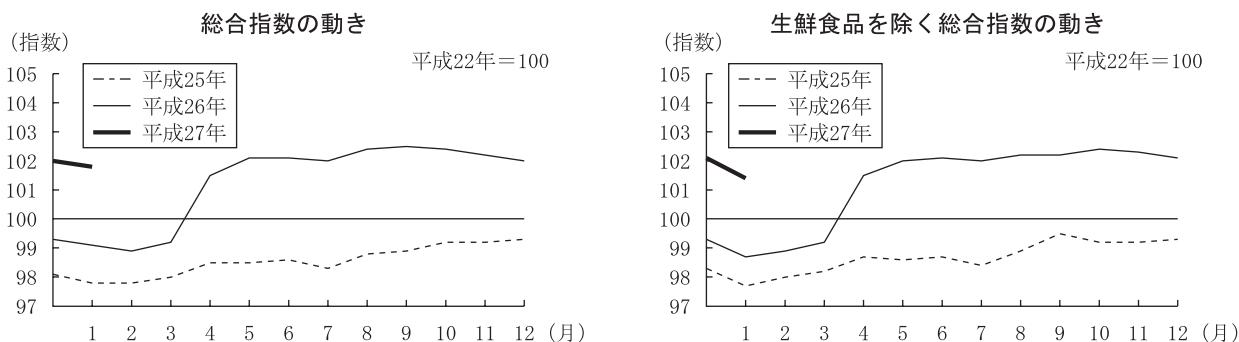 総合指数の動き
(指数)
平成22年=100
平成25年
平成26年
平成27年
105
104
103
102
101
100
99
98
97
1 2 3 4 5 6 7 8 9 10 11 12 (月)
生鮮食品を除く総合指数の動き
(指数)
平成22年=100
平成25年
平成26年
平成27年
105
104
103
102
101
100
99
98
97
1 2 3 4 5 6 7 8 9 10 11 12 (月)